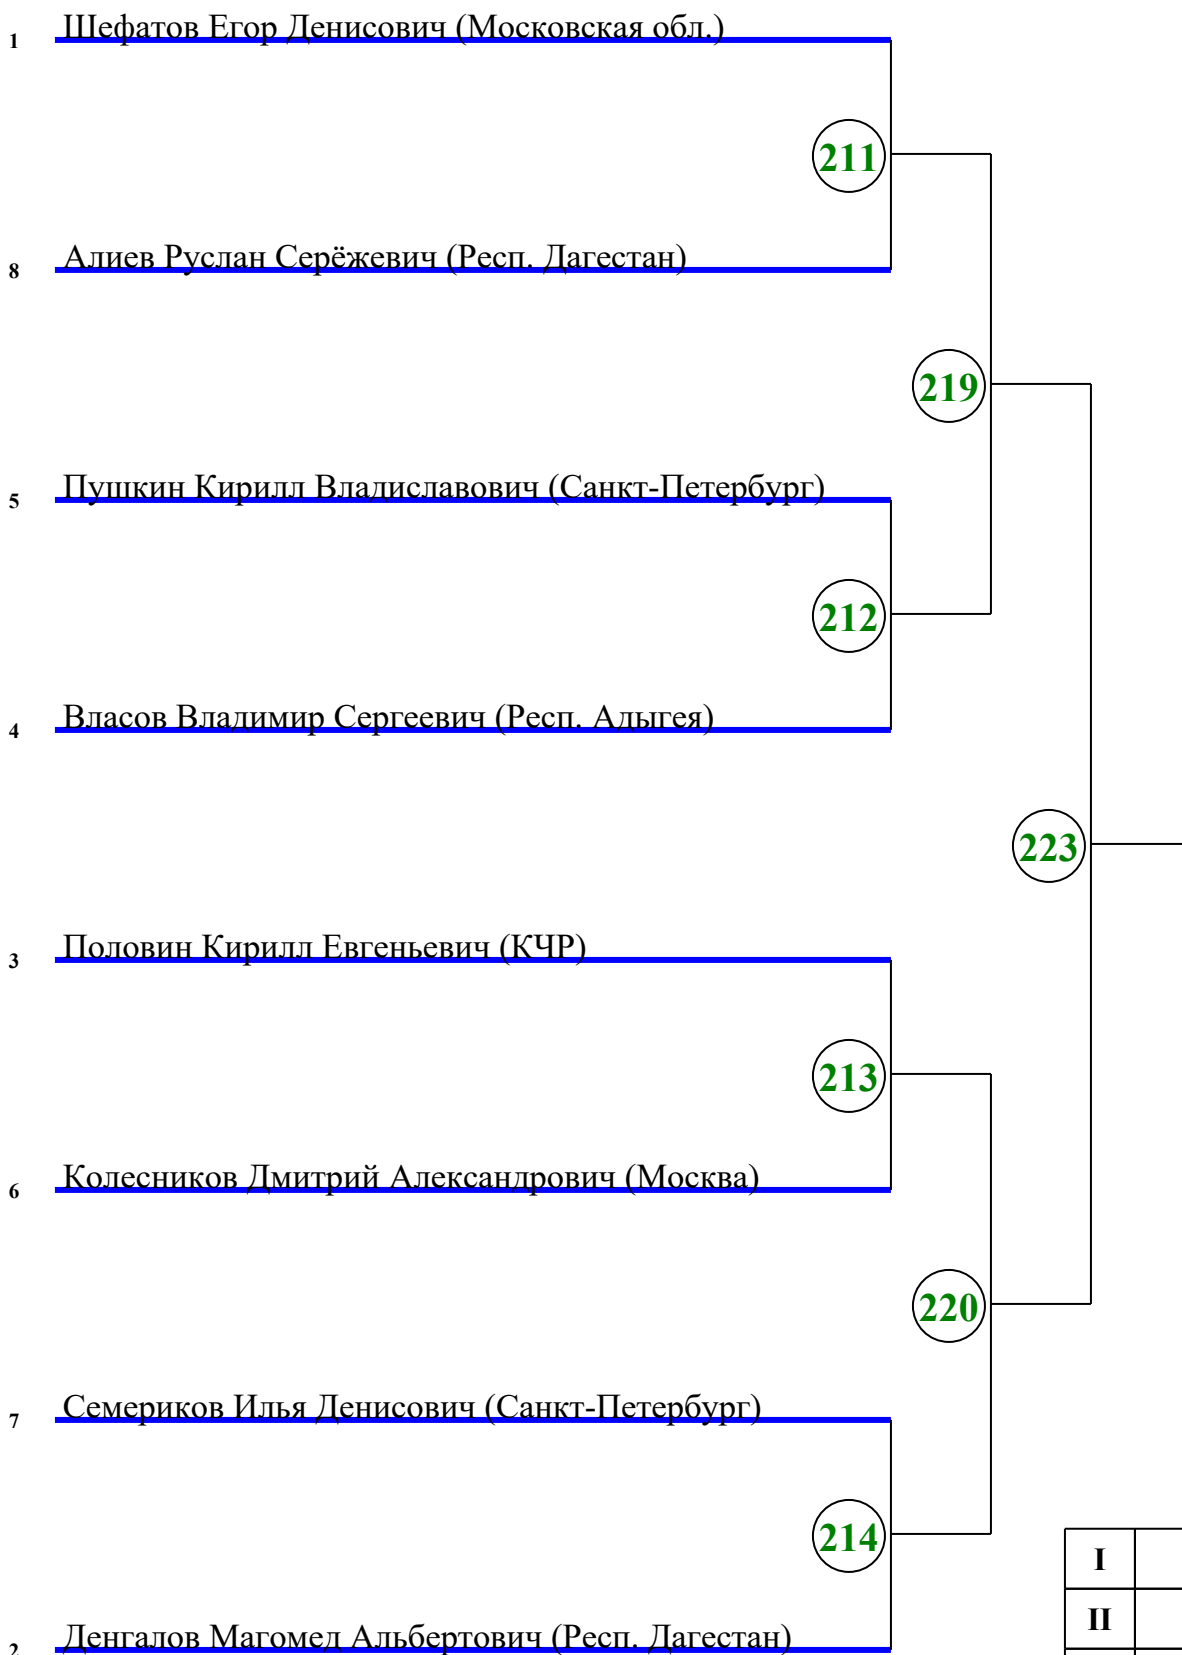 1 Шефатов Егор Денисович (Московская обл.)
211
8 Алиев Руслан Серёжевич (Респ. Дагестан)
219
5 Пушкин Кирилл Владиславович (Санкт-Петербург)
212
4 Власов Владимир Сергеевич (Респ. Адыгея)
223
3 Половин Кирилл Евгеньевич (КЧР)
213
6 Колесников Дмитрий Александрович (Москва)
220
7 Семериков Илья Денисович (Санкт-Петербург)
214
I
II
2 Денгалов Магомед Альбертович (Респ. Дагестан)